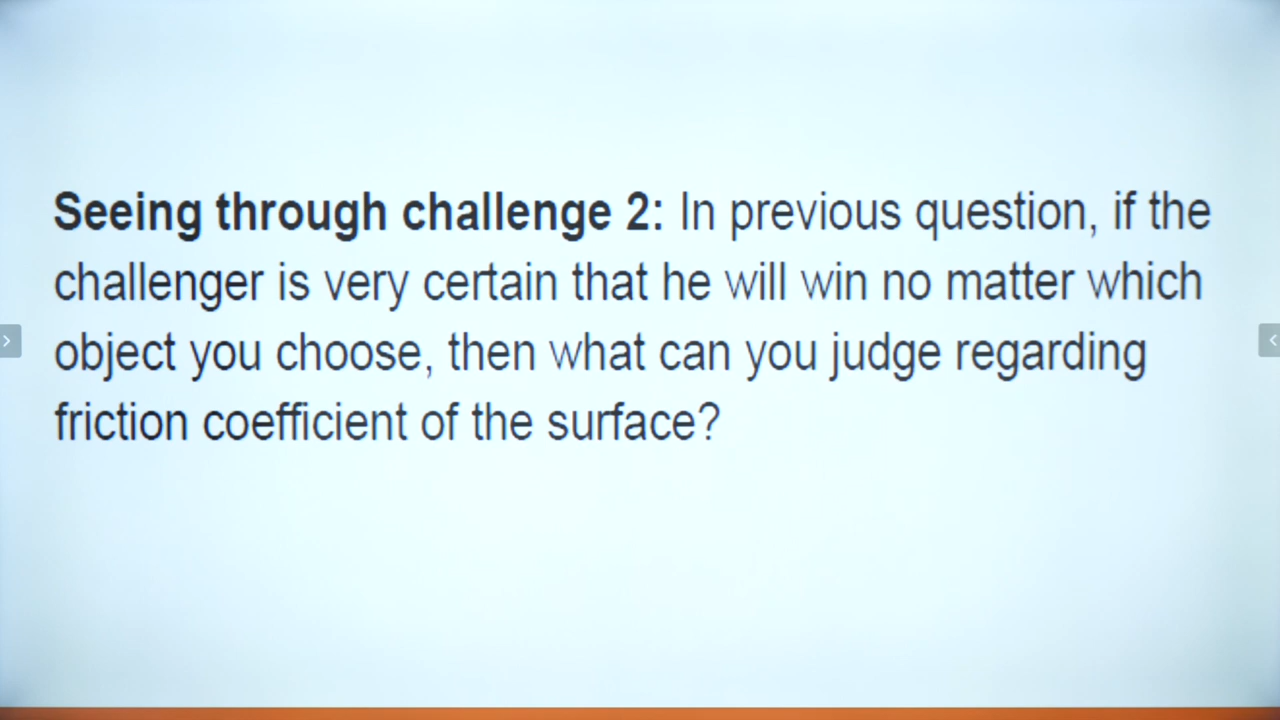 Seeing through challenge 2: In previous question, if the
challenger is very certain that he will win no matter which
object you choose, then what can you judge regarding
friction coefficient of the surface?